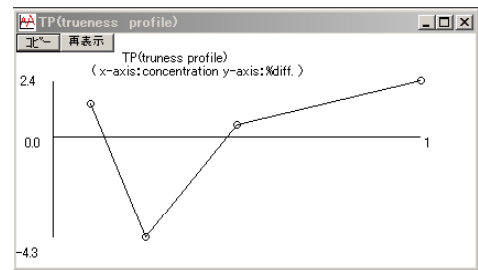 TP(trueness profile)
コピー 再表示
TP(truness profile)
( x-axis:concentration y-axis:%diff. )
2.4
0.0
1
-4.3